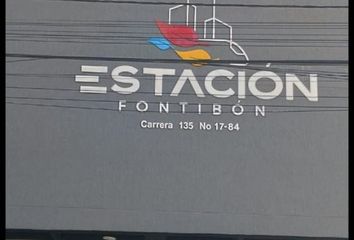 ESTACIÓN
FONTIBÓN
Carrera 135 No 17-84